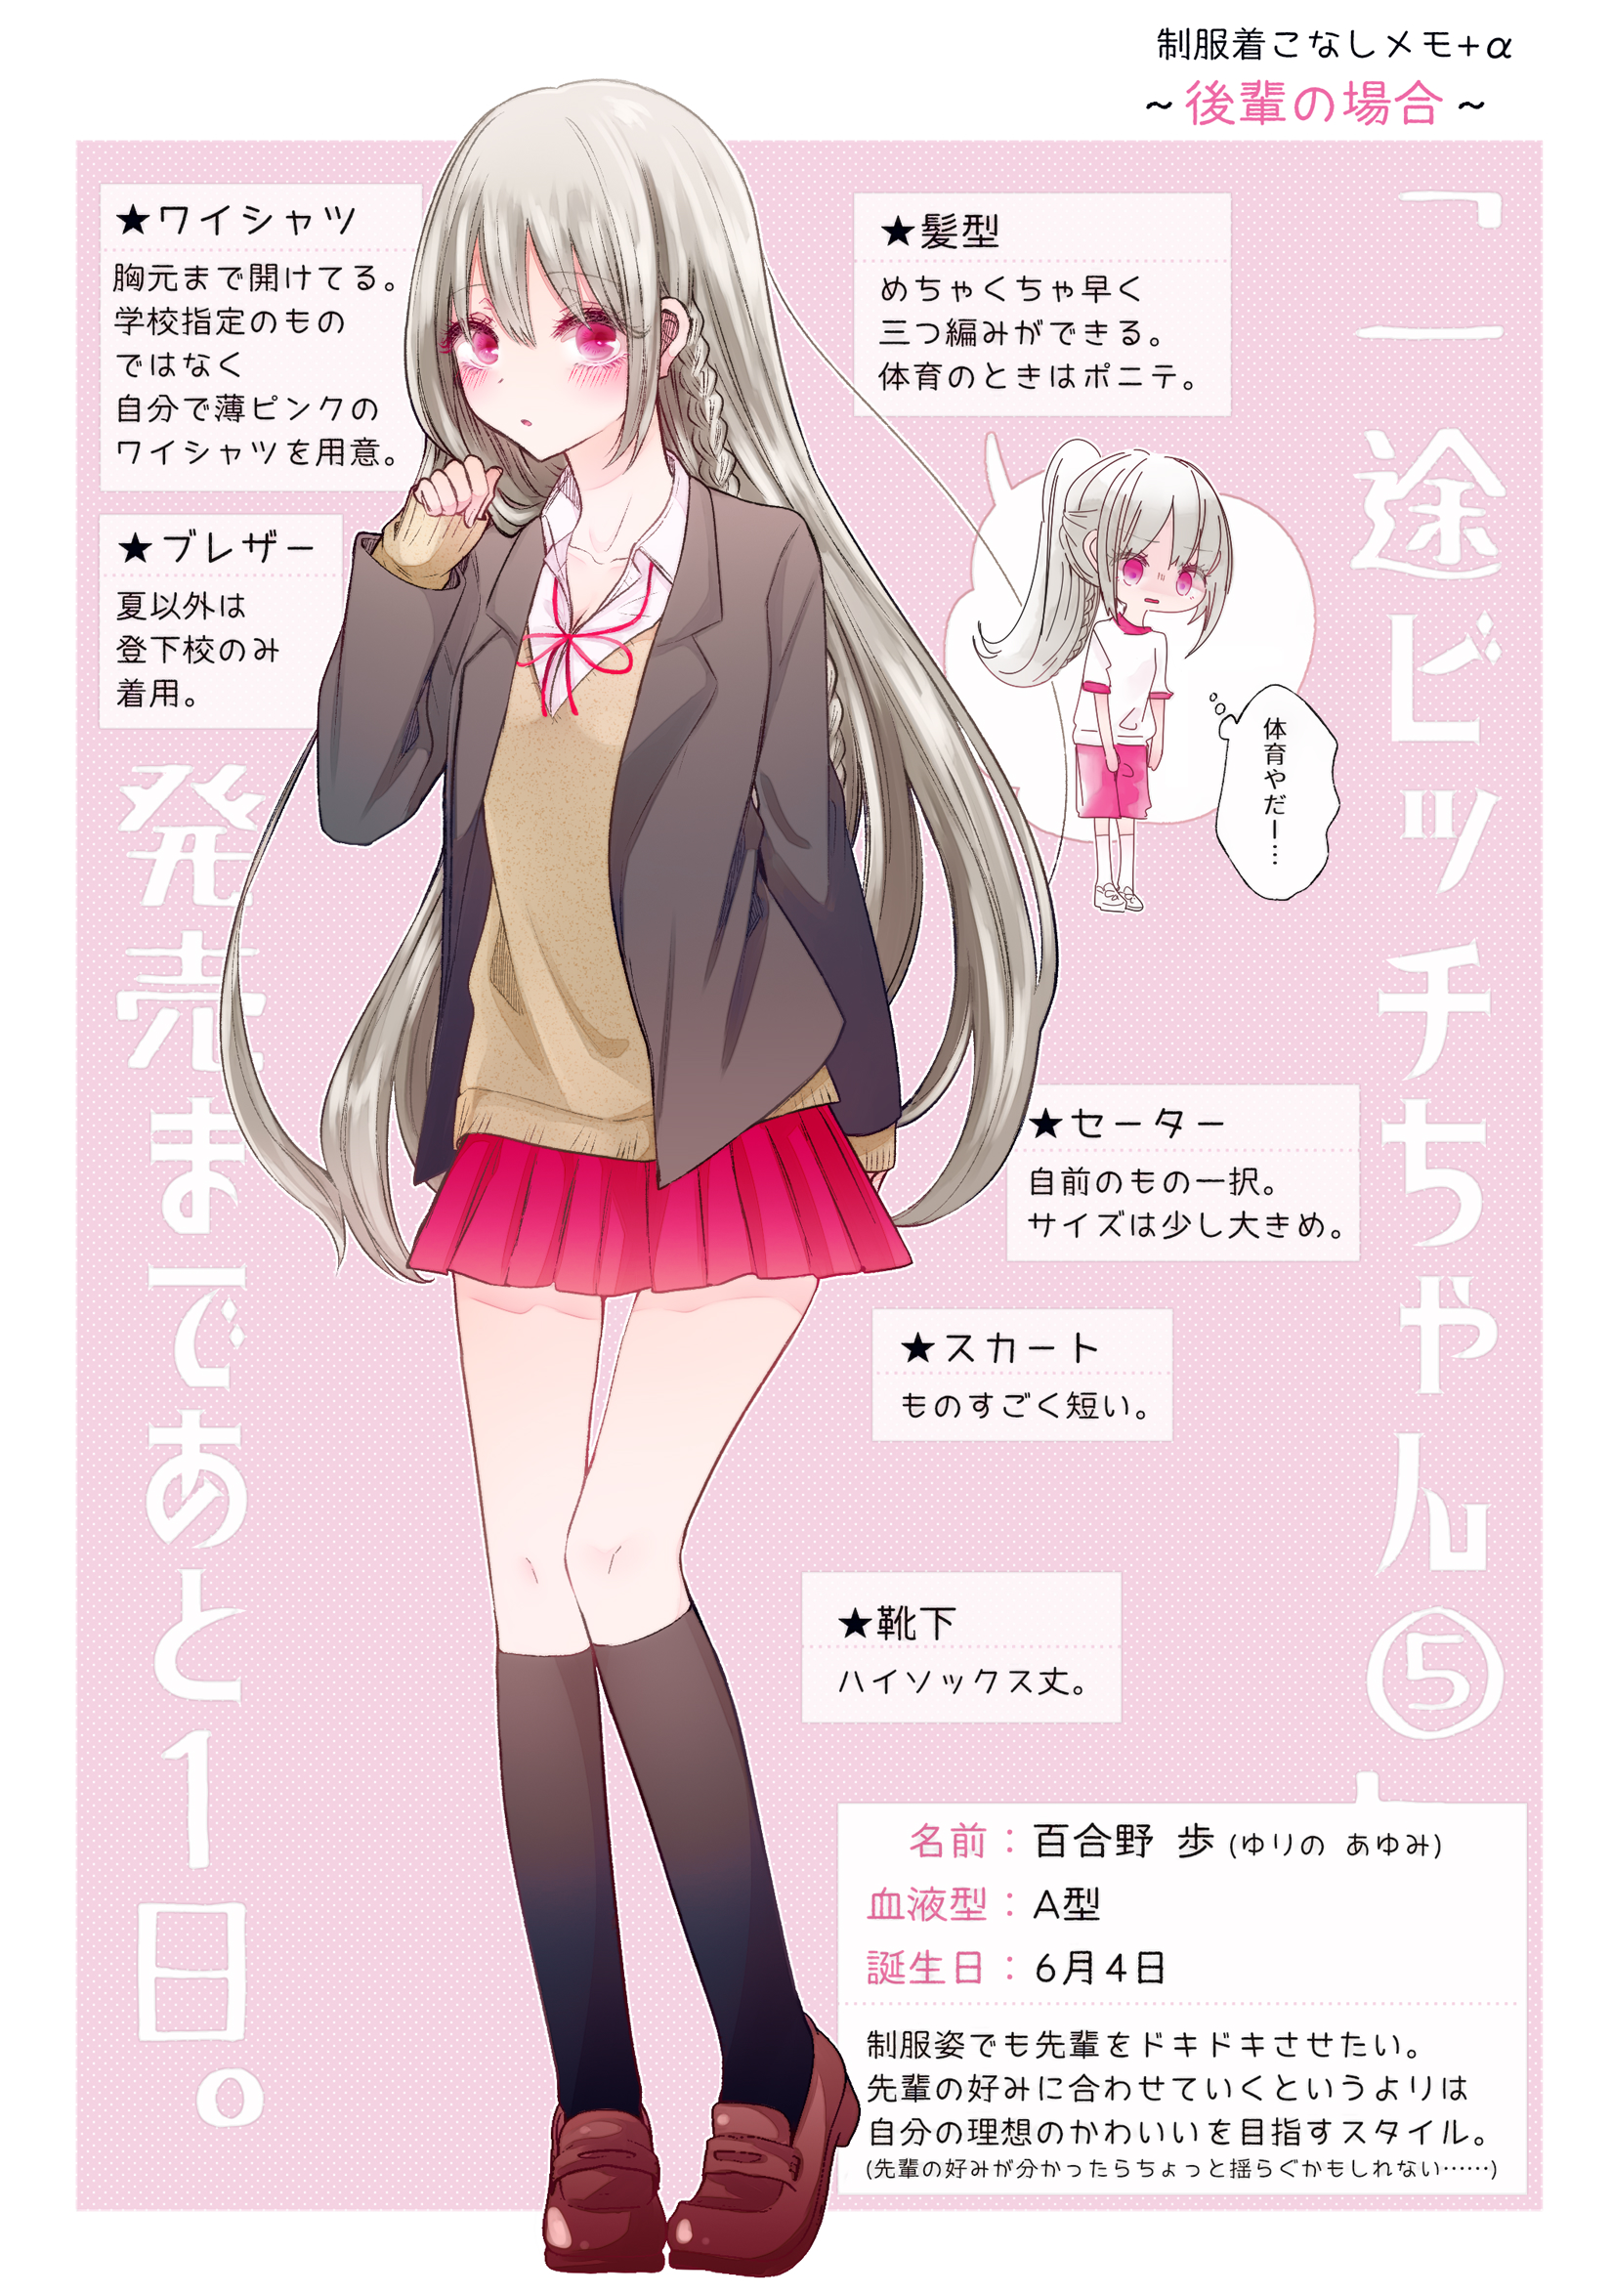 制服着こなしメモ+α
~後輩の場合~
「一途ビッチちゃん⑤
発売まであと1日。
★ワイシャツ
胸元まで開けてる。
学校指定のもの
ではなく
自分で薄ピンクの
ワイシャツを用意。
★ブレザー
夏以外は
登下校のみ
着用。
★髪型
めちゃくちゃ早く
三つ編みができる。
体育のときはポニテ。
体育やだー…
★セーター
自前のもの一択。
サイズは少し大きめ。
★スカート
ものすごく短い。
★靴下
ハイソックス丈。
名前：百合野 歩 (ゆりの あゆみ)
血液型：A型
誕生日：6月4日
制服姿でも先輩をドキドキさせたい。
先輩の好みに合わせていくというよりは
自分の理想のかわいいを目指すスタイル。
(先輩の好みが分かったらちょっと揺らぐかもしれない……)